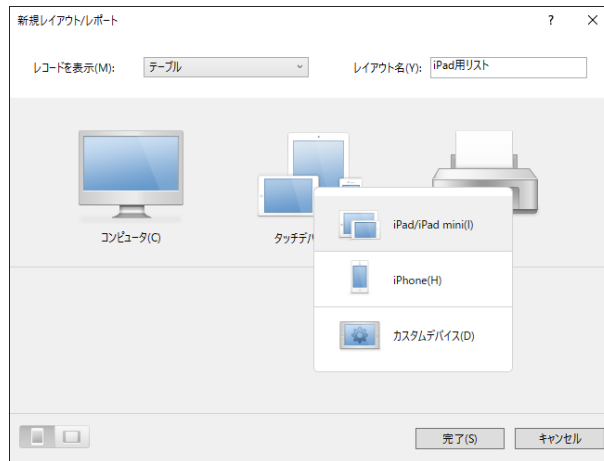 新規レイアウト/レポート
? ×
レコードを表示(M): テーブル レイアウト名(Y): iPad用リスト
コンピュータ(C) タッチデバ
iPad/iPad mini(I)
iPhone(H)
カスタムデバイス(D)
完了(S) キャンセル